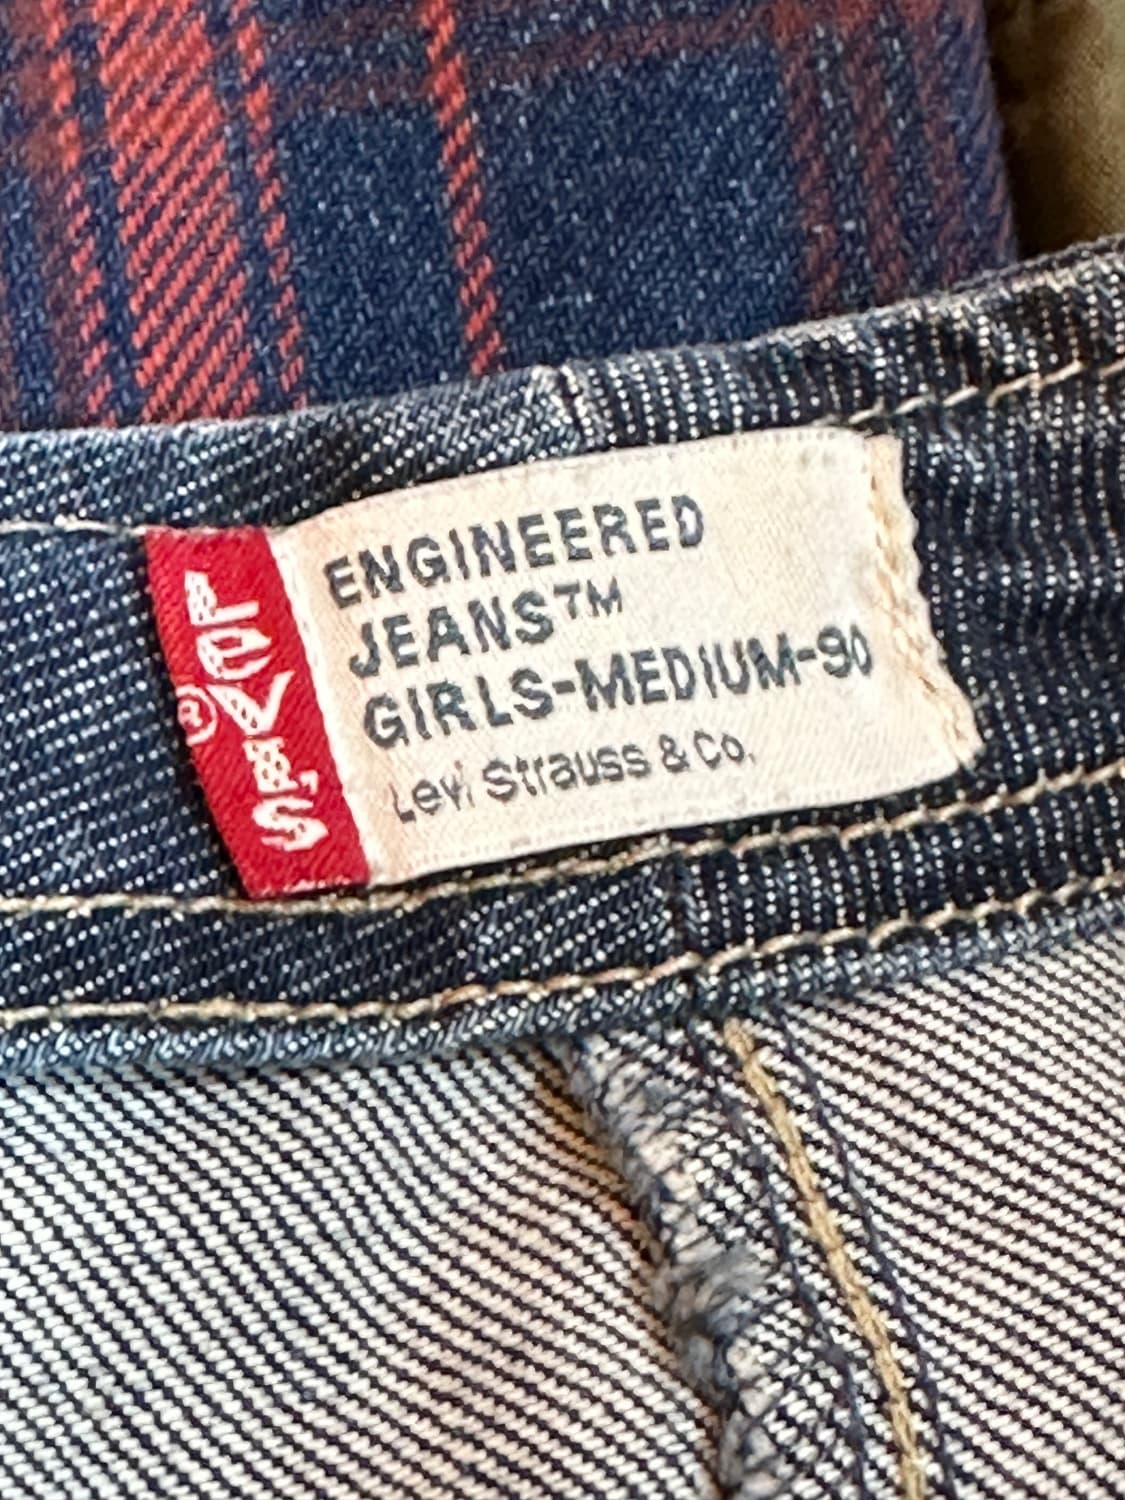 LEVI'S®
ENGINEERED
JEANS™
GIRLS-MEDIUM-90
Levi Strauss & Co.